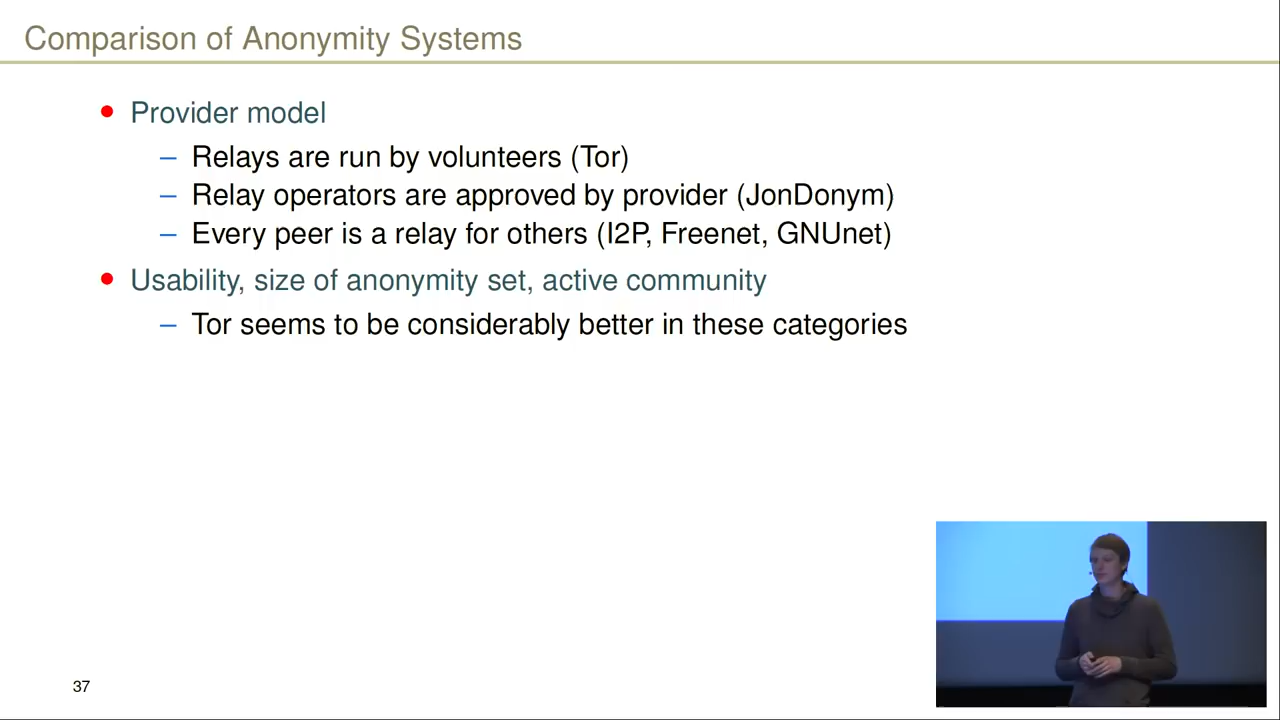 Comparison of Anonymity Systems
• Provider model
– Relays are run by volunteers (Tor)
– Relay operators are approved by provider (JonDonym)
– Every peer is a relay for others (I2P, Freenet, GNUnet)
• Usability, size of anonymity set, active community
– Tor seems to be considerably better in these categories
37